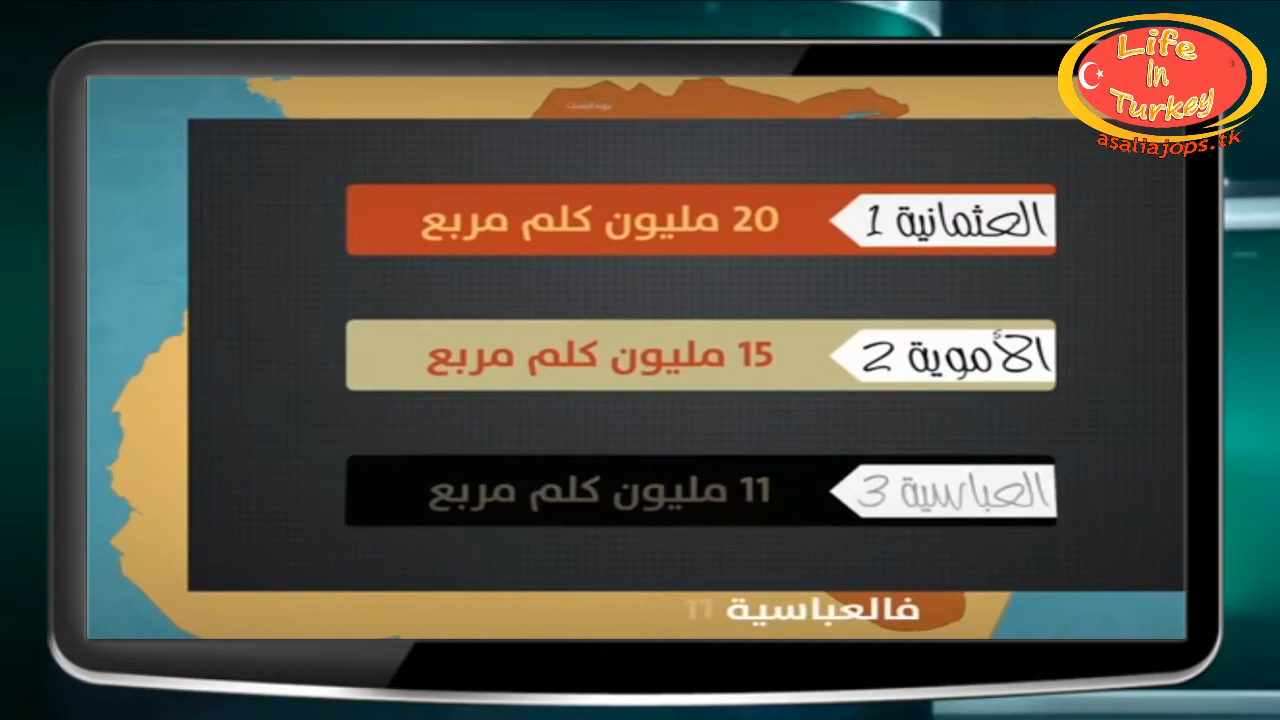 Life
In
Turkey
asaliajops.tk
العثمانية 1
20 مليون كلم مربع
الأموية 2
15 مليون كلم مربع
العباسية 3
11 مليون كلم مربع
فالعباسية 11